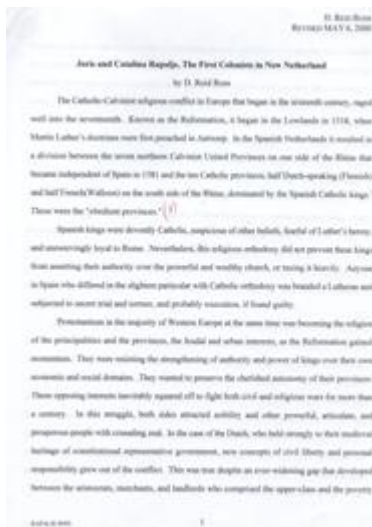 D. REID ROSS
REVISED MAY 6, 2000
Joris and Catalina Rapalje, The First Colonists in New Netherland
by D. Reid Ross
The Catholic-Calvinist religious conflict in Europe that began in the sixteenth century, raged
well into the seventeenth. Known as the Reformation, it began in the Lowlands in 1518, when
Martin Luther's doctrines were first preached in Antwerp. In the Spanish Netherlands it resulted in
a division between the seven northern Calvinist United Provinces on one side of the Rhine that
became independent of Spain in 1581 and the ten Catholic provinces, half Dutch-speaking (Flemish)
and half French(Walloon) on the south side of the Rhine, dominated by the Spanish Catholic kings.
These were the "obedient provinces."
Spanish kings were devoutly Catholic, suspicious of other beliefs, fearful of Luther's heresy,
and unswervingly loyal to Rome. Nevertheless, this religious orthodoxy did not prevent these kings
from asserting their authority over the powerful and wealthy church, or taxing it heavily. Anyone
in Spain who differed in the slightest particular with Catholic orthodoxy was branded a Lutheran and
subjected to secret trial and torture, and probably execution, if found guilty.
Protestantism in the majority of Western Europe at the same time was becoming the religion
of the principalities and the provinces, the feudal and urban interests, as the Reformation gained
momentum. They were resisting the strengthening of authority and power of kings over their own
economic and social domains. They wanted to preserve the cherished autonomy of their provinces.
These opposing interests inevitably squared off to fight both civil and religious wars for more than
a century. In this struggle, both sides attracted nobility and other powerful, articulate, and
prosperous people with crusading zeal. In the case of the Dutch, who held strongly to their medieval
heritage of constitutional representative government, new concepts of civil liberty and personal
responsibility grew out of the conflict. This was true despite an ever-widening gap that developed
between the aristocrats, merchants, and landlords who comprised the upper-class and the poverty
1